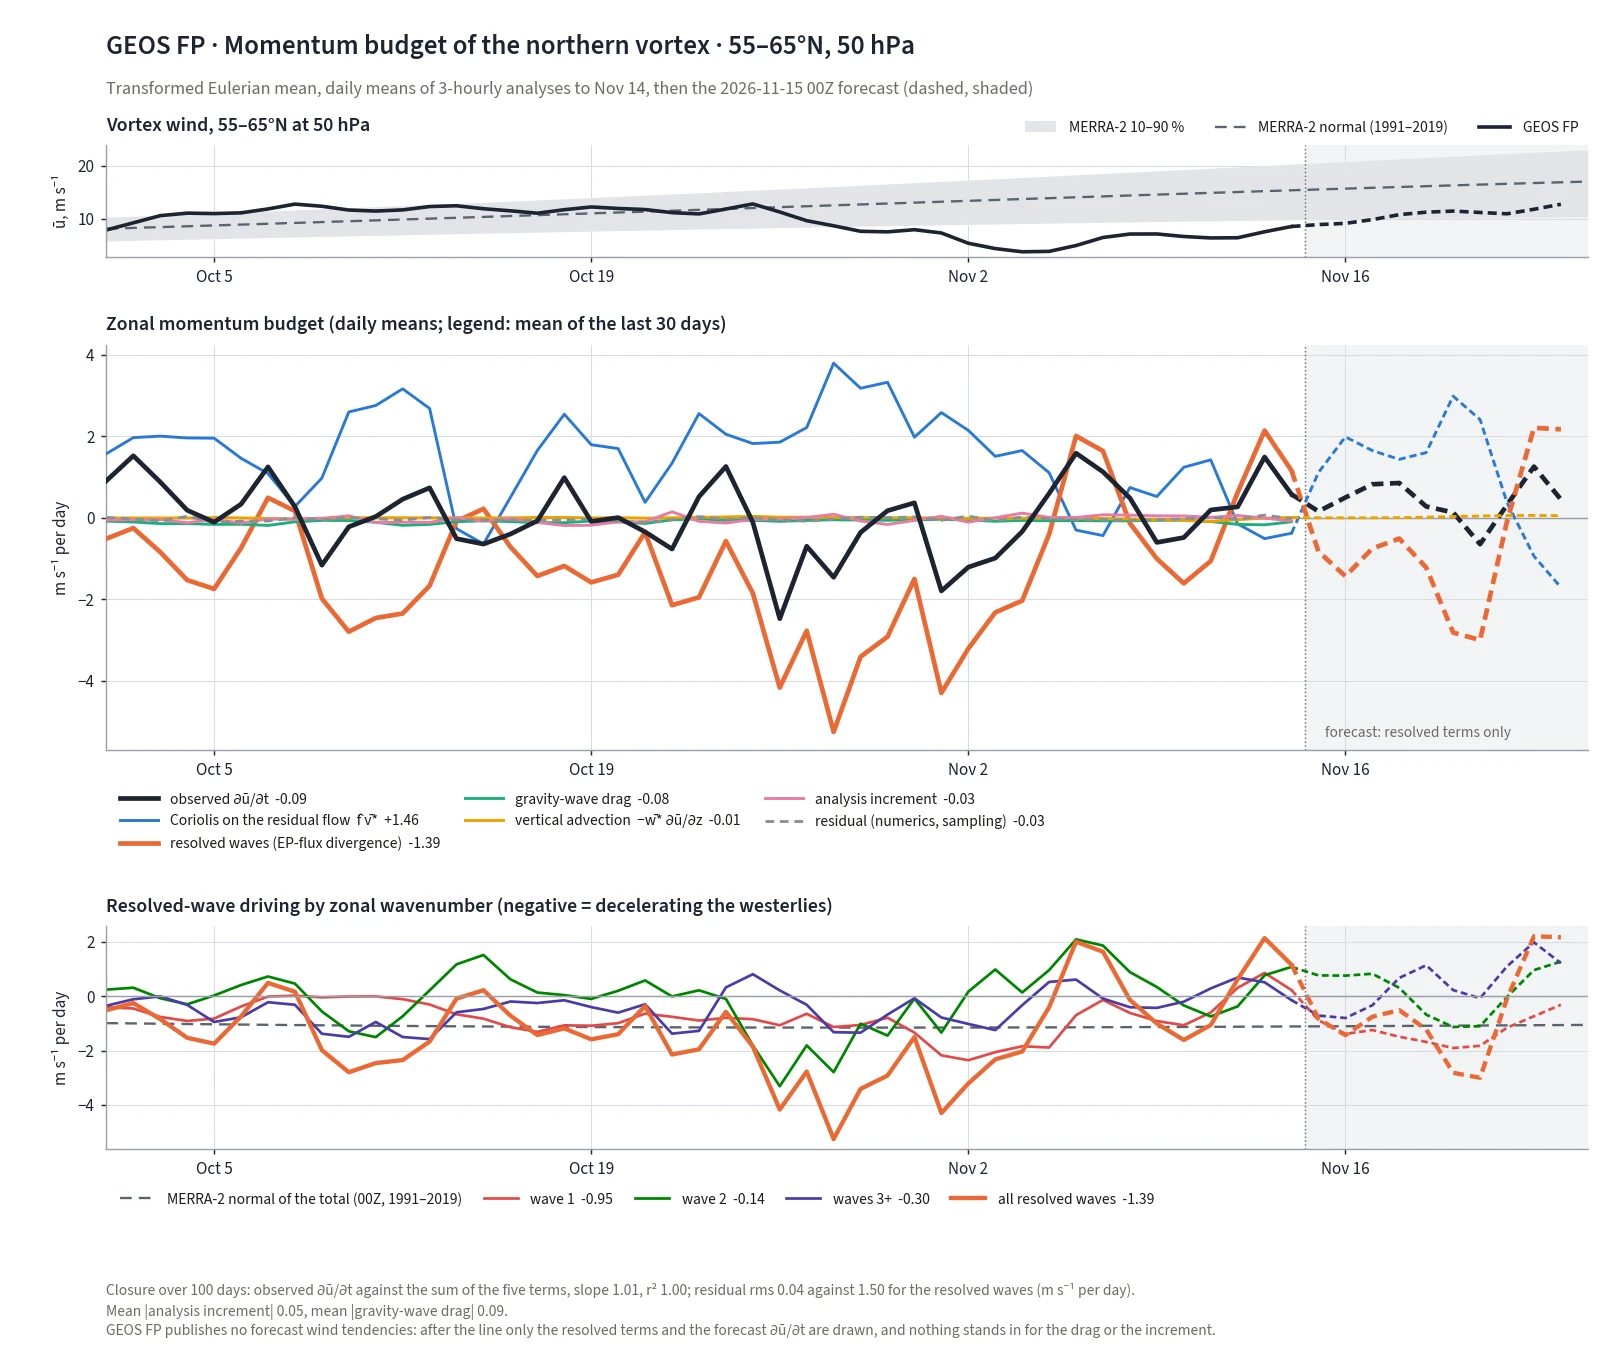 GEOS FP · Momentum budget of the northern vortex · 55–65°N, 50 hPa
Transformed Eulerian mean, daily means of 3-hourly analyses to Nov 14, then the 2026-11-15 00Z forecast (dashed, shaded)
Vortex wind, 55–65°N at 50 hPa
MERRA-2 10–90 %
MERRA-2 normal (1991–2019)
GEOS FP
ū, m s⁻¹
20
10
Oct 5
Oct 19
Nov 2
Nov 16
Zonal momentum budget (daily means; legend: mean of the last 30 days)
m s⁻¹ per day
4
2
0
−2
−4
forecast: resolved terms only
Oct 5
Oct 19
Nov 2
Nov 16
observed ∂ū/∂t -0.09
Coriolis on the residual flow f v̄* +1.46
resolved waves (EP-flux divergence) -1.39
gravity-wave drag -0.08
vertical advection −w̄* ∂ū/∂z -0.01
analysis increment -0.03
residual (numerics, sampling) -0.03
Resolved-wave driving by zonal wavenumber (negative = decelerating the westerlies)
m s⁻¹ per day
2
0
−2
−4
Oct 5
Oct 19
Nov 2
Nov 16
MERRA-2 normal of the total (00Z, 1991–2019)
wave 1 -0.95
wave 2 -0.14
waves 3+ -0.30
all resolved waves -1.39
Closure over 100 days: observed ∂ū/∂t against the sum of the five terms, slope 1.01, r² 1.00; residual rms 0.04 against 1.50 for the resolved waves (m s⁻¹ per day).
Mean |analysis increment| 0.05, mean |gravity-wave drag| 0.09.
GEOS FP publishes no forecast wind tendencies: after the line only the resolved terms and the forecast ∂ū/∂t are drawn, and nothing stands in for the drag or the increment.